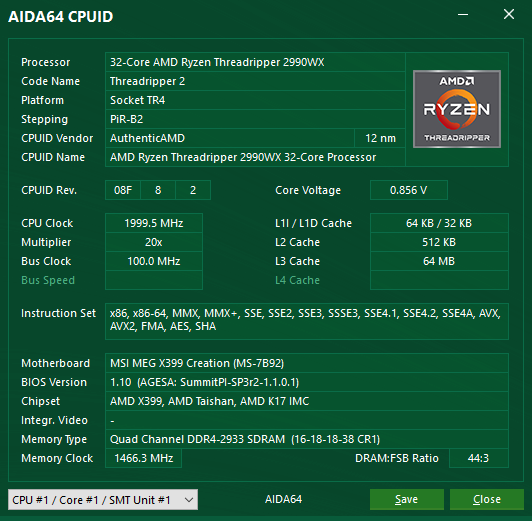 AIDA64 CPUID
Processor 32-Core AMD Ryzen Threadripper 2990WX
Code Name Threadripper 2
Platform Socket TR4
Stepping PiR-B2
CPUID Vendor AuthenticAMD 12 nm
CPUID Name AMD Ryzen Threadripper 2990WX 32-Core Processor
AMD
RYZEN
THREADRIPPER
CPUID Rev. 08F 8 2 Core Voltage 0.856 V
CPU Clock 1999.5 MHz L1I / L1D Cache 64 KB / 32 KB
Multiplier 20x L2 Cache 512 KB
Bus Clock 100.0 MHz L3 Cache 64 MB
Bus Speed L4 Cache
Instruction Set x86, x86-64, MMX, MMX+, SSE, SSE2, SSE3, SSSE3, SSE4.1, SSE4.2, SSE4A, AVX,
AVX2, FMA, AES, SHA
Motherboard MSI MEG X399 Creation (MS-7B92)
BIOS Version 1.10 (AGESA: SummitPI-SP3r2-1.1.0.1)
Chipset AMD X399, AMD Taishan, AMD K17 IMC
Integr. Video -
Memory Type Quad Channel DDR4-2933 SDRAM (16-18-18-38 CR1)
Memory Clock 1466.3 MHz DRAM:FSB Ratio 44:3
CPU #1 / Core #1 / SMT Unit #1 AIDA64 Save Close